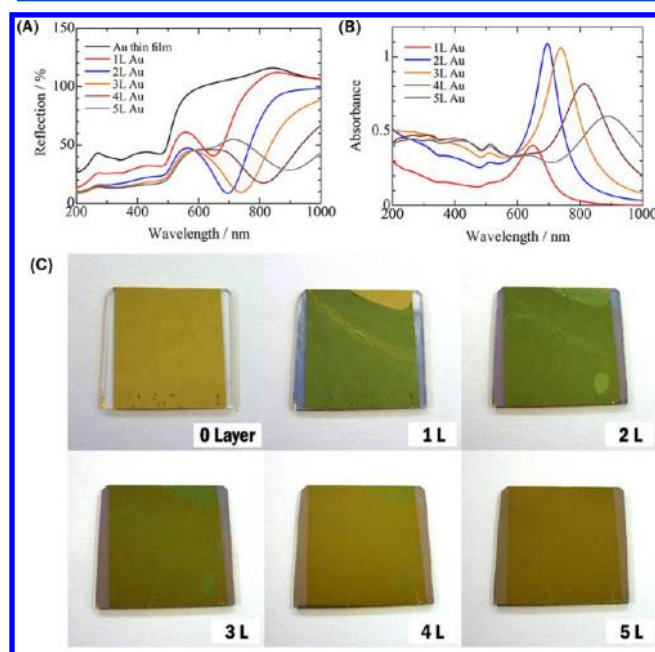 (A)
150
100
50
0
Reflection / %
Au thin film
1L Au
2L Au
3L Au
4L Au
5L Au
200 400 600 800 1000
Wavelength / nm
(B)
1
0.5
0
Absorbance
1L Au
2L Au
3L Au
4L Au
5L Au
200 400 600 800 1000
Wavelength / nm
(C)
0 Layer
1 L
2 L
3 L
4 L
5 L